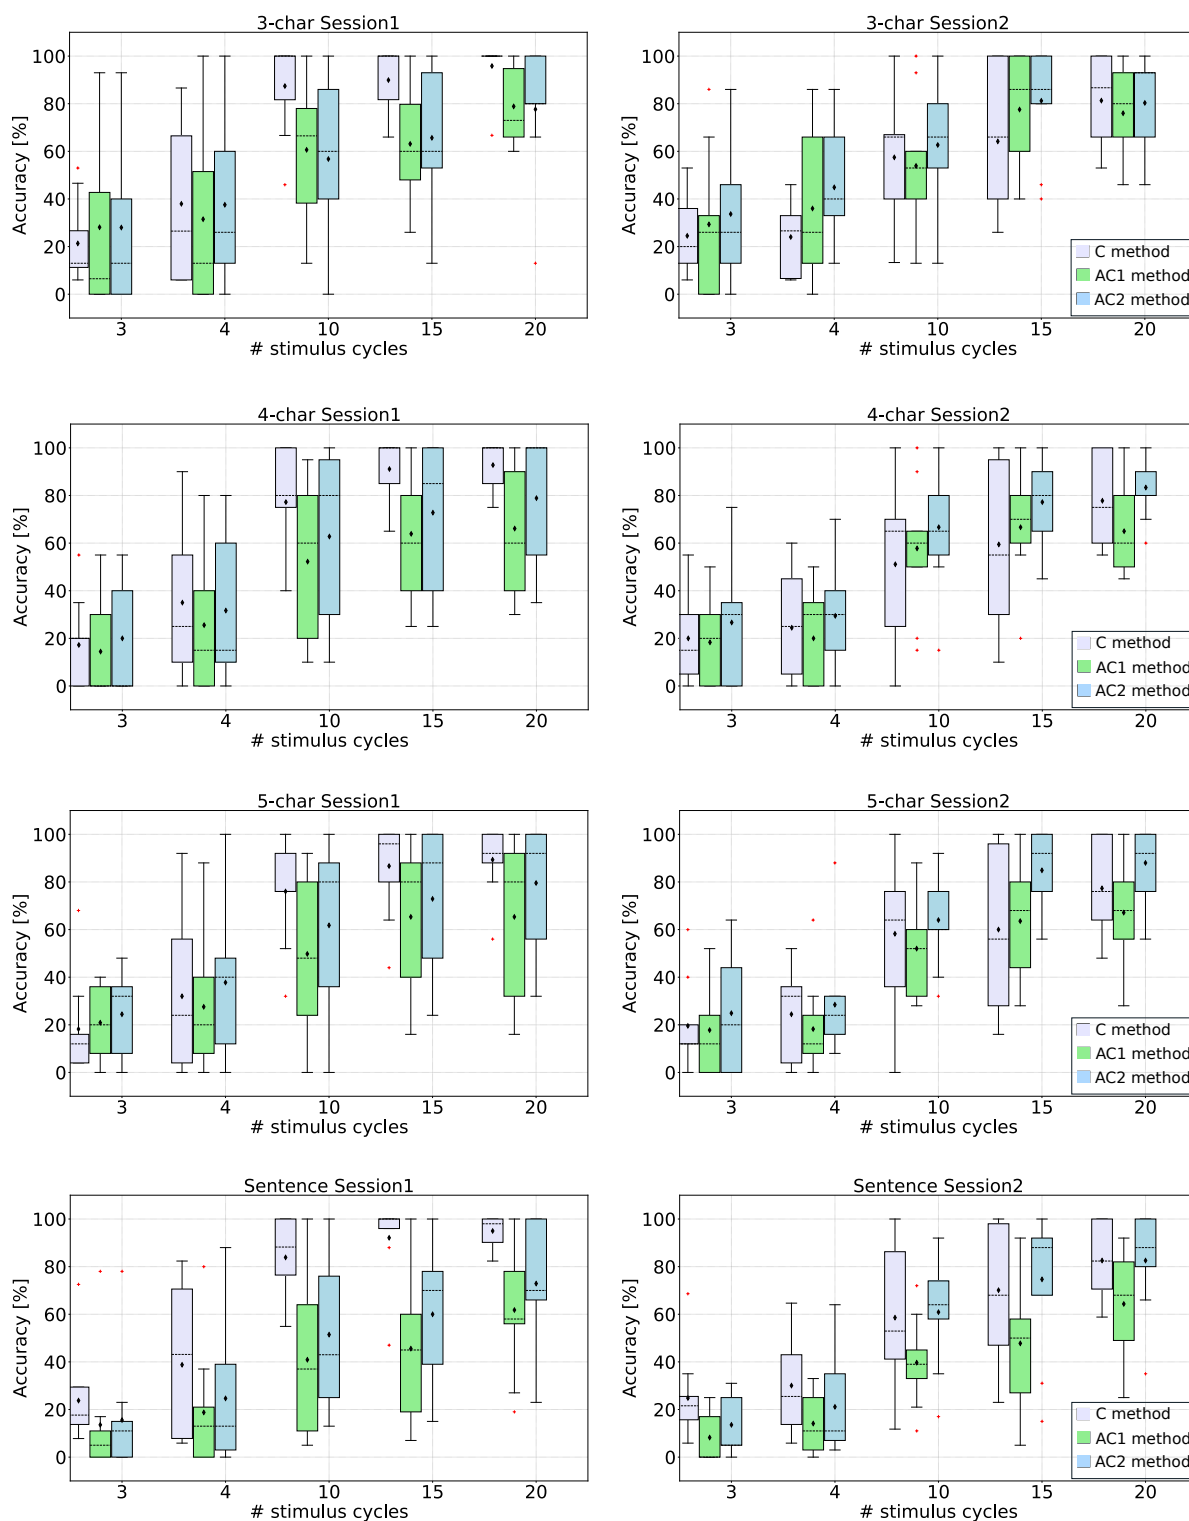 3-char Session1
Accuracy [%]
100
80
60
40
20
0
3 4 10 15 20
# stimulus cycles
3-char Session2
Accuracy [%]
100
80
60
40
20
0
3 4 10 15 20
# stimulus cycles
C method
AC1 method
AC2 method
4-char Session1
Accuracy [%]
100
80
60
40
20
0
3 4 10 15 20
# stimulus cycles
4-char Session2
Accuracy [%]
100
80
60
40
20
0
3 4 10 15 20
# stimulus cycles
C method
AC1 method
AC2 method
5-char Session1
Accuracy [%]
100
80
60
40
20
0
3 4 10 15 20
# stimulus cycles
5-char Session2
Accuracy [%]
100
80
60
40
20
0
3 4 10 15 20
# stimulus cycles
C method
AC1 method
AC2 method
Sentence Session1
Accuracy [%]
100
80
60
40
20
0
3 4 10 15 20
# stimulus cycles
Sentence Session2
Accuracy [%]
100
80
60
40
20
0
3 4 10 15 20
# stimulus cycles
C method
AC1 method
AC2 method